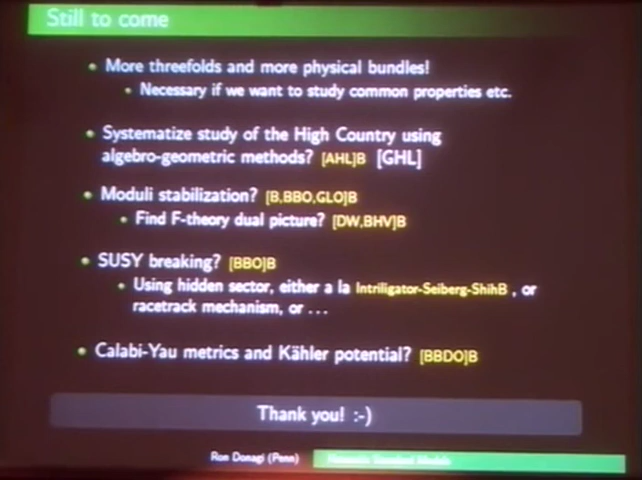 Still to come
More threefolds and more physical bundles!
Necessary if we want to study common properties etc.
Systematize study of the High Country using
algebro-geometric methods? [AHL]B [GHL]
Moduli stabilization? [B,BBO,GLO]B
Find F-theory dual picture? [DW,BHV]B
SUSY breaking? [BBO]B
Using hidden sector, either a la Intriligator-Seiberg-ShihB , or
racetrack mechanism, or ...
Calabi-Yau metrics and Kähler potential? [BBDO]B
Thank you! :-)
Ron Donagi (Penn) Standard Models